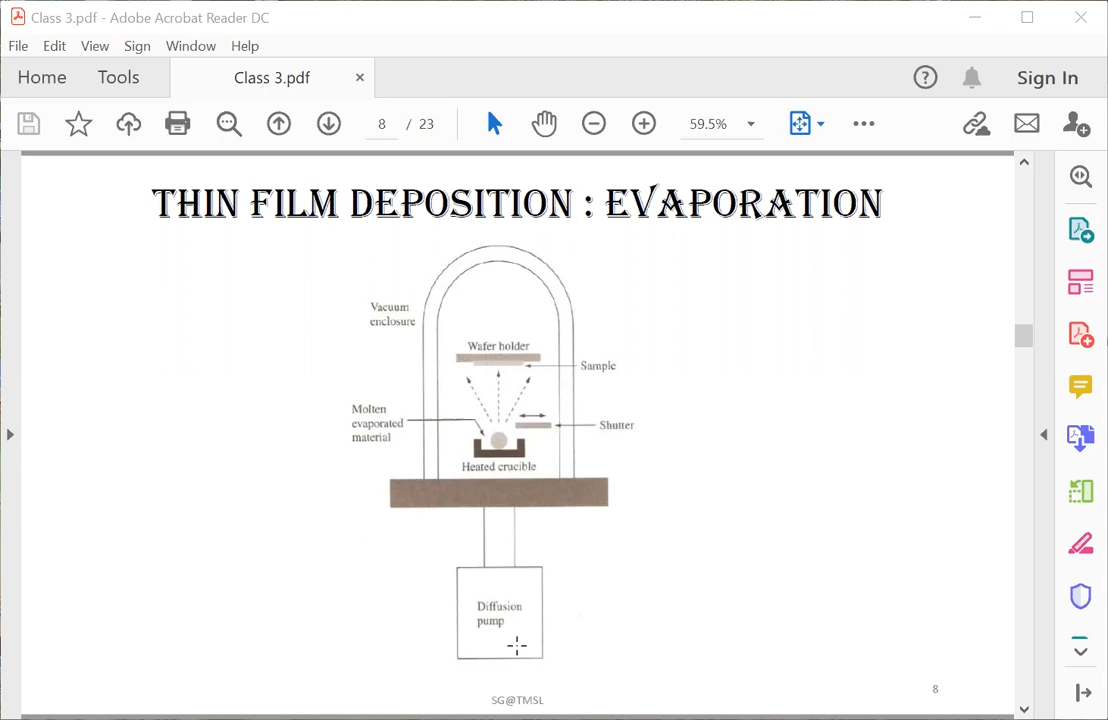 Class 3.pdf - Adobe Acrobat Reader DC
File Edit View Sign Window Help
Home Tools Class 3.pdf × Sign In
8 / 23 59.5%
THIN FILM DEPOSITION : EVAPORATION
Vacuum
enclosure
Wafer holder
Sample
Molten
evaporated
material
Shutter
Heated crucible
Diffusion
pump
8
SG@TMSL